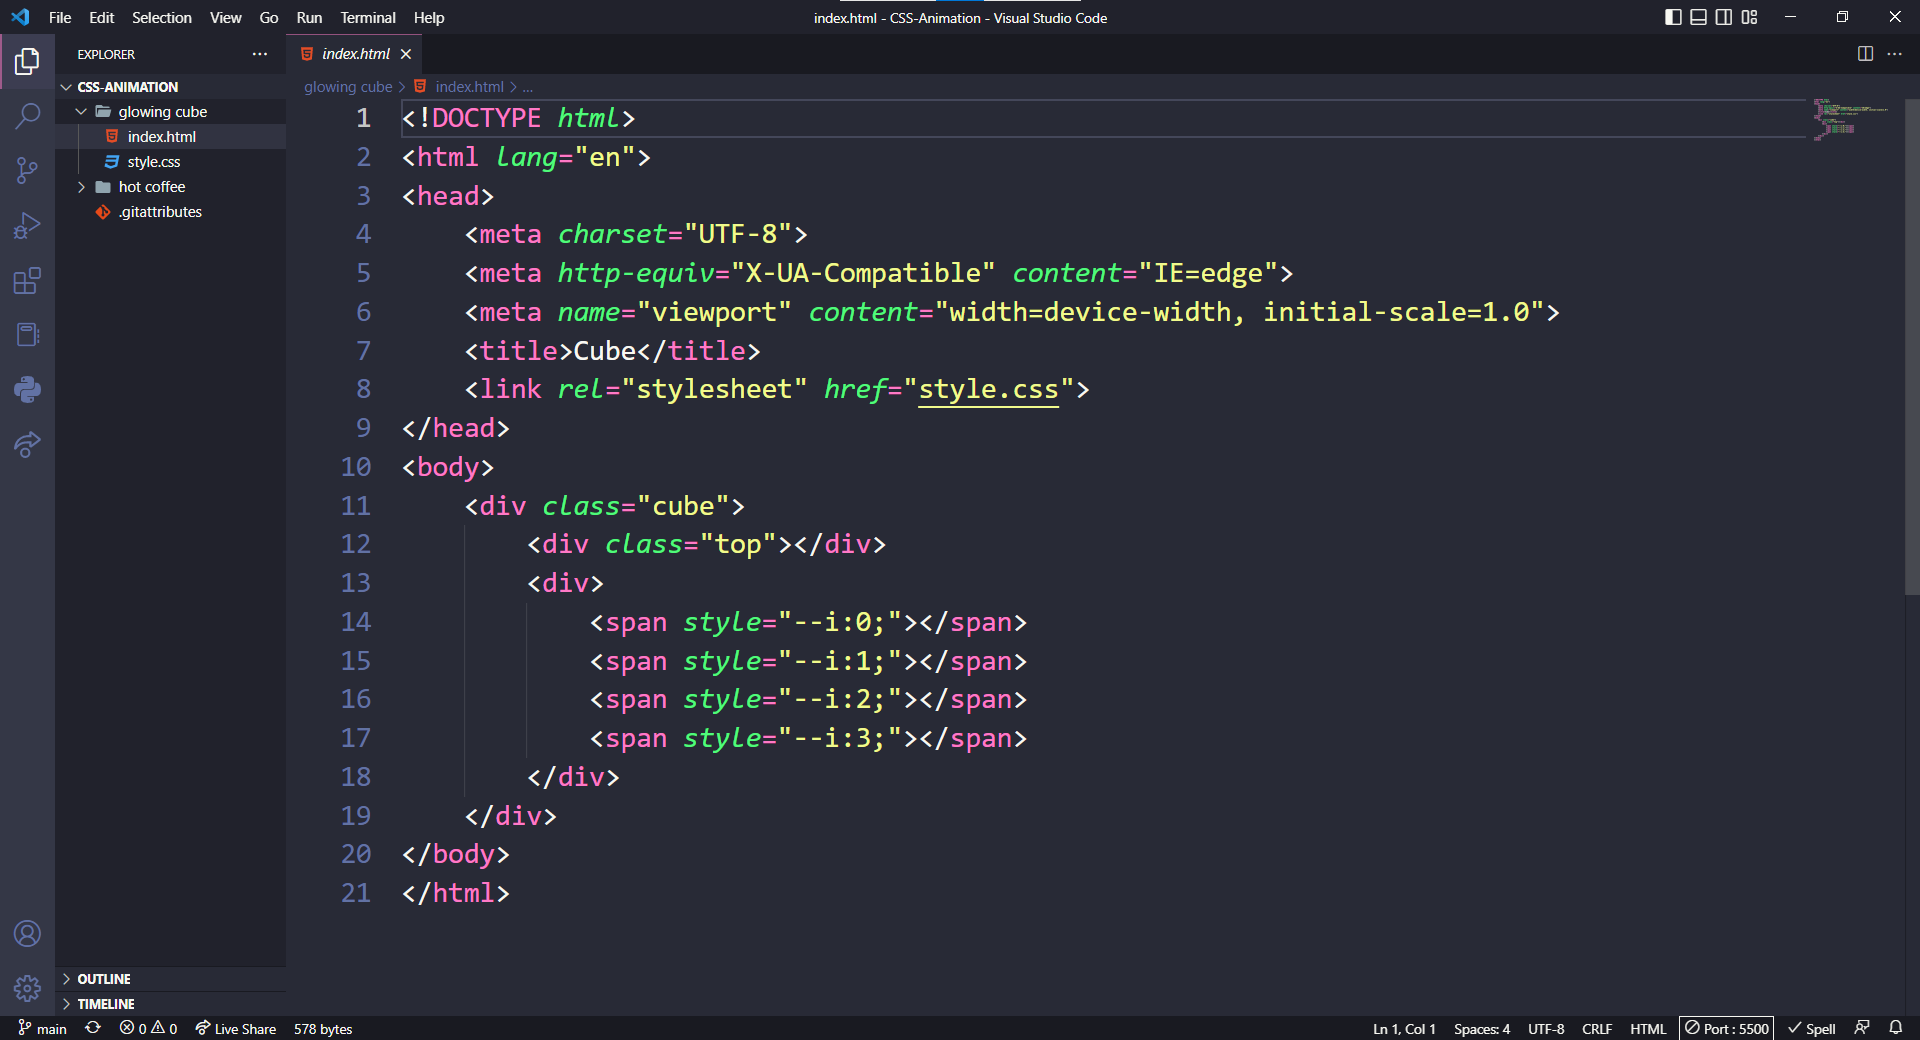 File Edit Selection View Go Run Terminal Help
index.html - CSS-Animation - Visual Studio Code
EXPLORER
CSS-ANIMATION
glowing cube
index.html
style.css
hot coffee
.gitattributes
OUTLINE
TIMELINE
index.html
glowing cube > index.html > ...
1 <!DOCTYPE html>
2 <html lang="en">
3 <head>
4     <meta charset="UTF-8">
5     <meta http-equiv="X-UA-Compatible" content="IE=edge">
6     <meta name="viewport" content="width=device-width, initial-scale=1.0">
7     <title>Cube</title>
8     <link rel="stylesheet" href="style.css">
9 </head>
10 <body>
11     <div class="cube">
12         <div class="top"></div>
13         <div>
14             <span style="--i:0;"></span>
15             <span style="--i:1;"></span>
16             <span style="--i:2;"></span>
17             <span style="--i:3;"></span>
18         </div>
19     </div>
20 </body>
21 </html>
main 0 0 Live Share 578 bytes Ln 1, Col 1 Spaces: 4 UTF-8 CRLF HTML Port : 5500 Spell